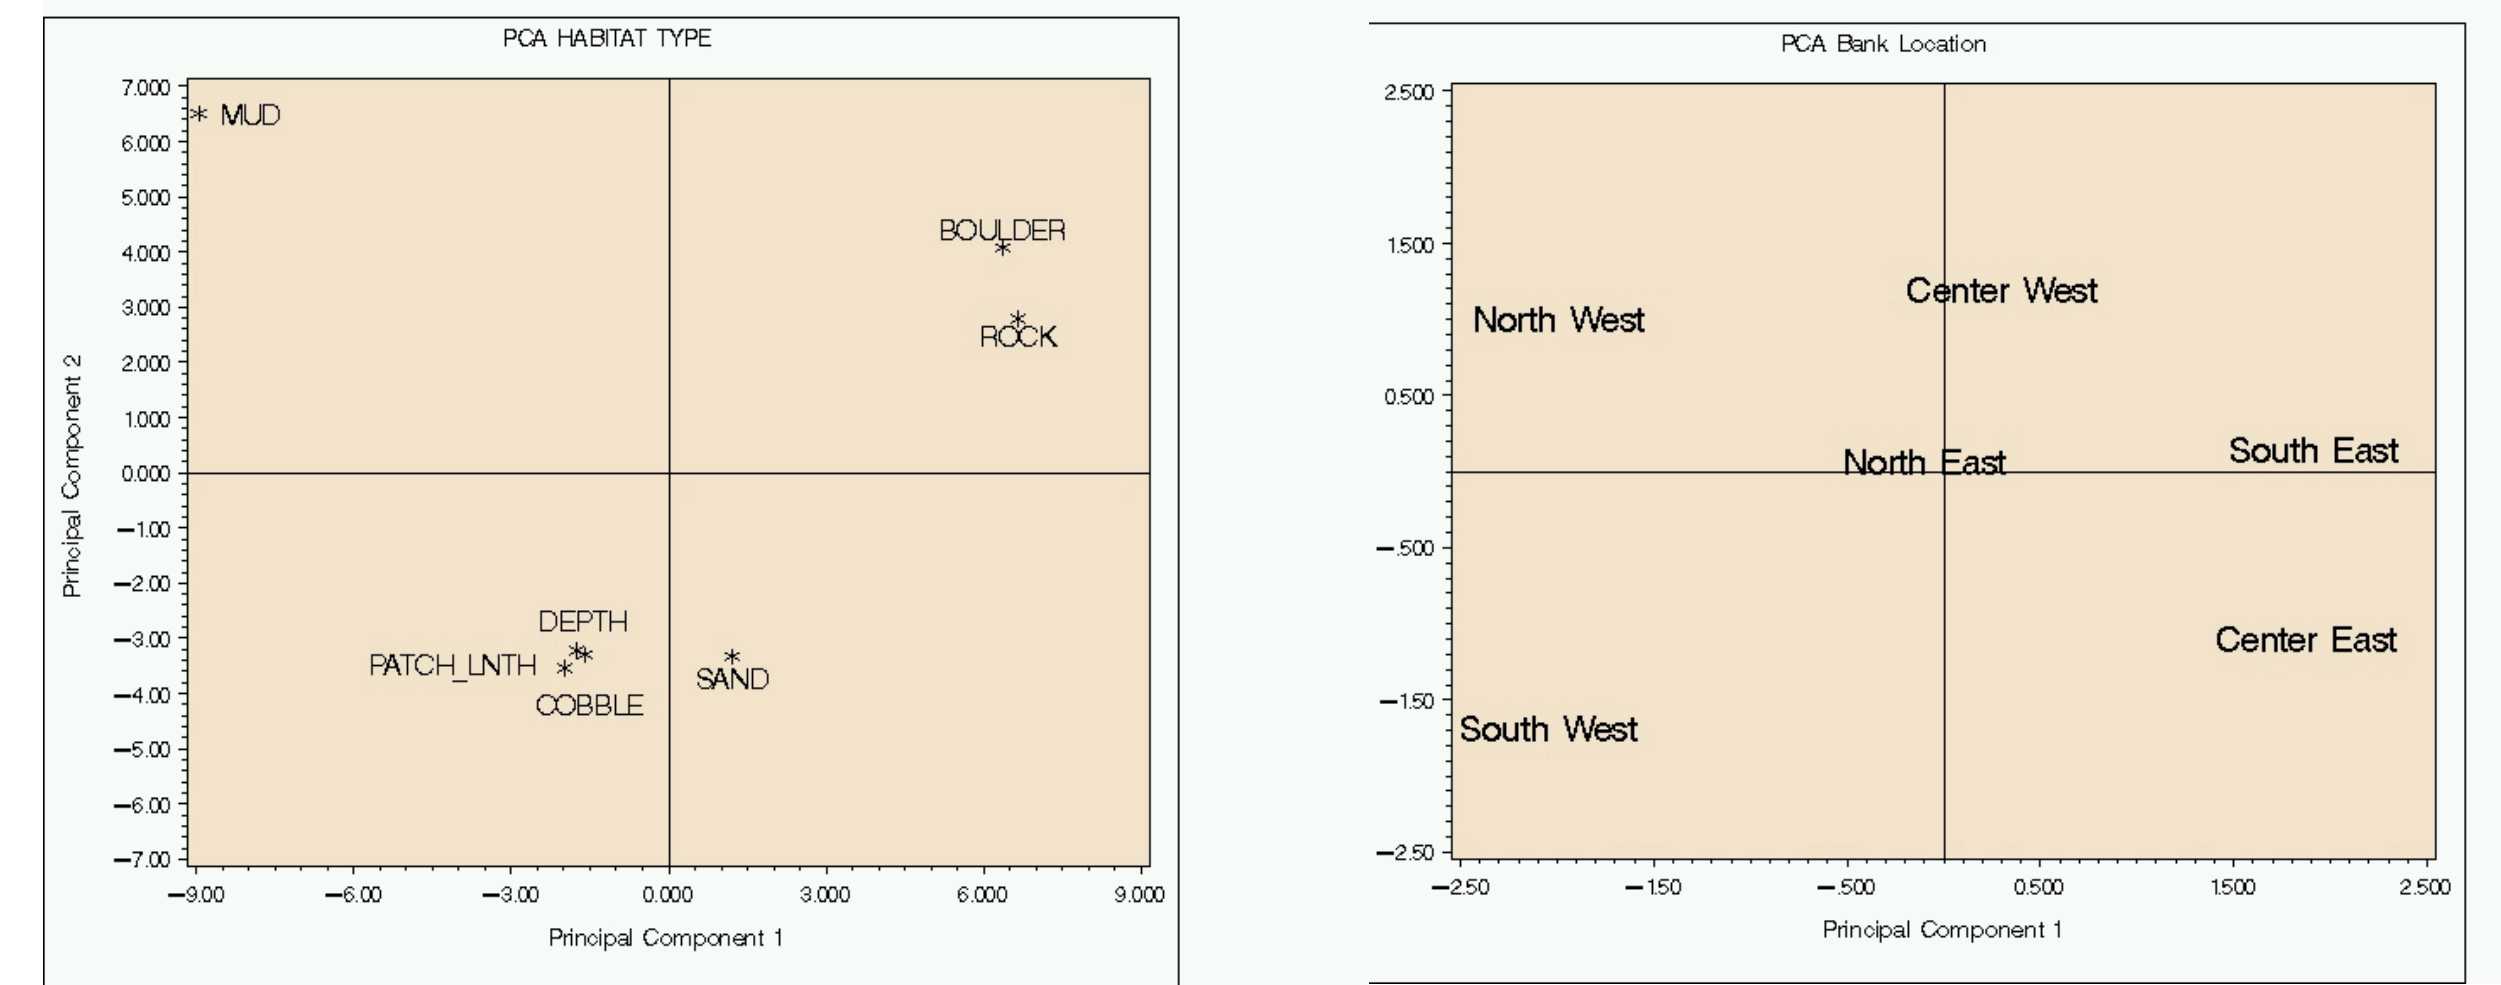 PCA HABITAT TYPE
7.000
6.000
5.000
4.000
3.000
2.000
1.000
0.000
-1.00
-2.00
-3.00
-4.00
-5.00
-6.00
-7.00
Principal Component 2
* MUD
BOULDER
*
*
ROCK
DEPTH
PATCH_LNTH * * *
COBBLE
*
SAND
-9.00 -6.00 -3.00 0.000 3.000 6.000 9.000
Principal Component 1
PCA Bank Location
2.500
1.500
0.500
-.500
-1.50
-2.50
Center West
North West
South East
North East
Center East
South West
-2.50 -1.50 -.500 0.500 1.500 2.500
Principal Component 1